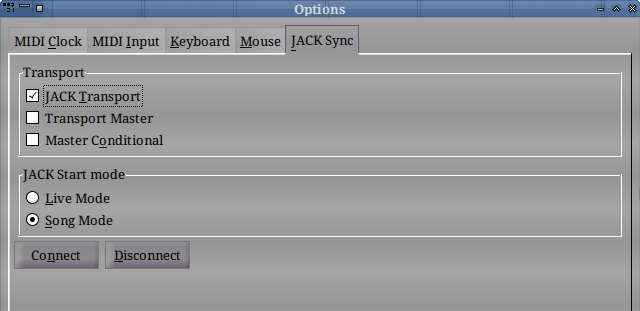 Options
MIDI Clock MIDI Input Keyboard Mouse JACK Sync
Transport
JACK Transport
Transport Master
Master Conditional
JACK Start mode
Live Mode
Song Mode
Connect Disconnect